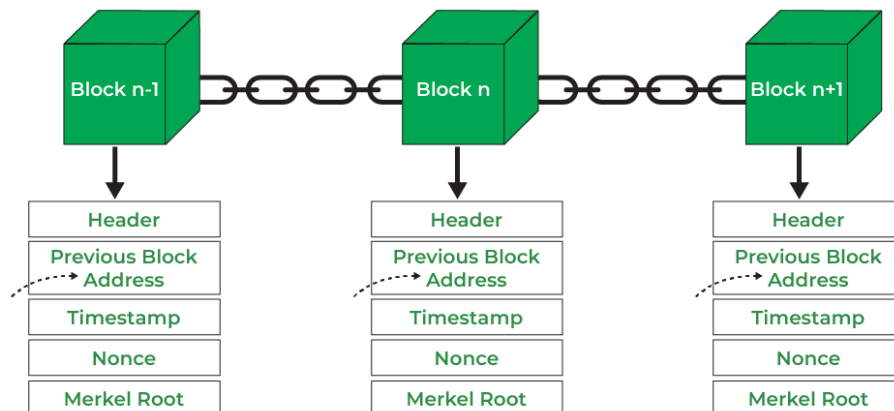 Block n-1
Block n
Block n+1
Header
Previous Block
Address
Timestamp
Nonce
Merkel Root
Header
Previous Block
Address
Timestamp
Nonce
Merkel Root
Header
Previous Block
Address
Timestamp
Nonce
Merkel Root